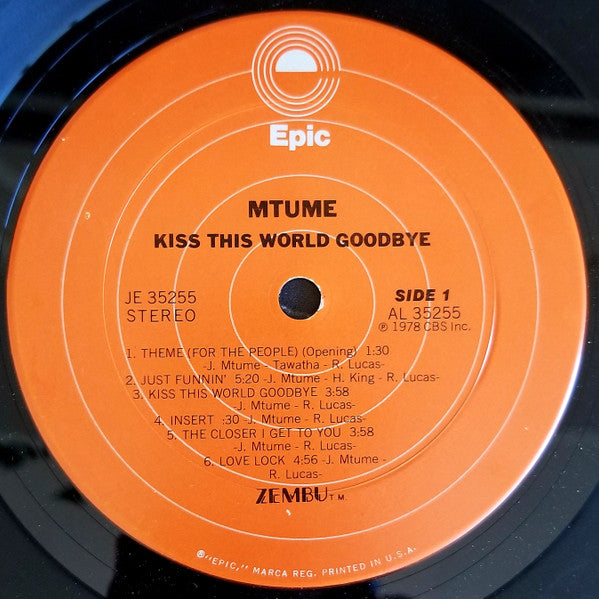 Epic
MTUME
KISS THIS WORLD GOODBYE
JE 35255
STEREO
SIDE 1
AL 35255
℗ 1978 CBS Inc.
1. THEME (FOR THE PEOPLE) (Opening) 1:30
-J. Mtume - Tawatha - R. Lucas-
2. JUST FUNNIN' 5:20 -J. Mtume - H. King - R. Lucas-
3. KISS THIS WORLD GOODBYE 3:58
-J. Mtume - R. Lucas-
4. INSERT :30 -J. Mtume - R. Lucas-
5. THE CLOSER I GET TO YOU 3:58
-J. Mtume - R. Lucas-
6. LOVE LOCK 4:56 -J. Mtume -
R. Lucas-
ZEMBU T.M.
®"EPIC," MARCA REG. PRINTED IN U.S.A.